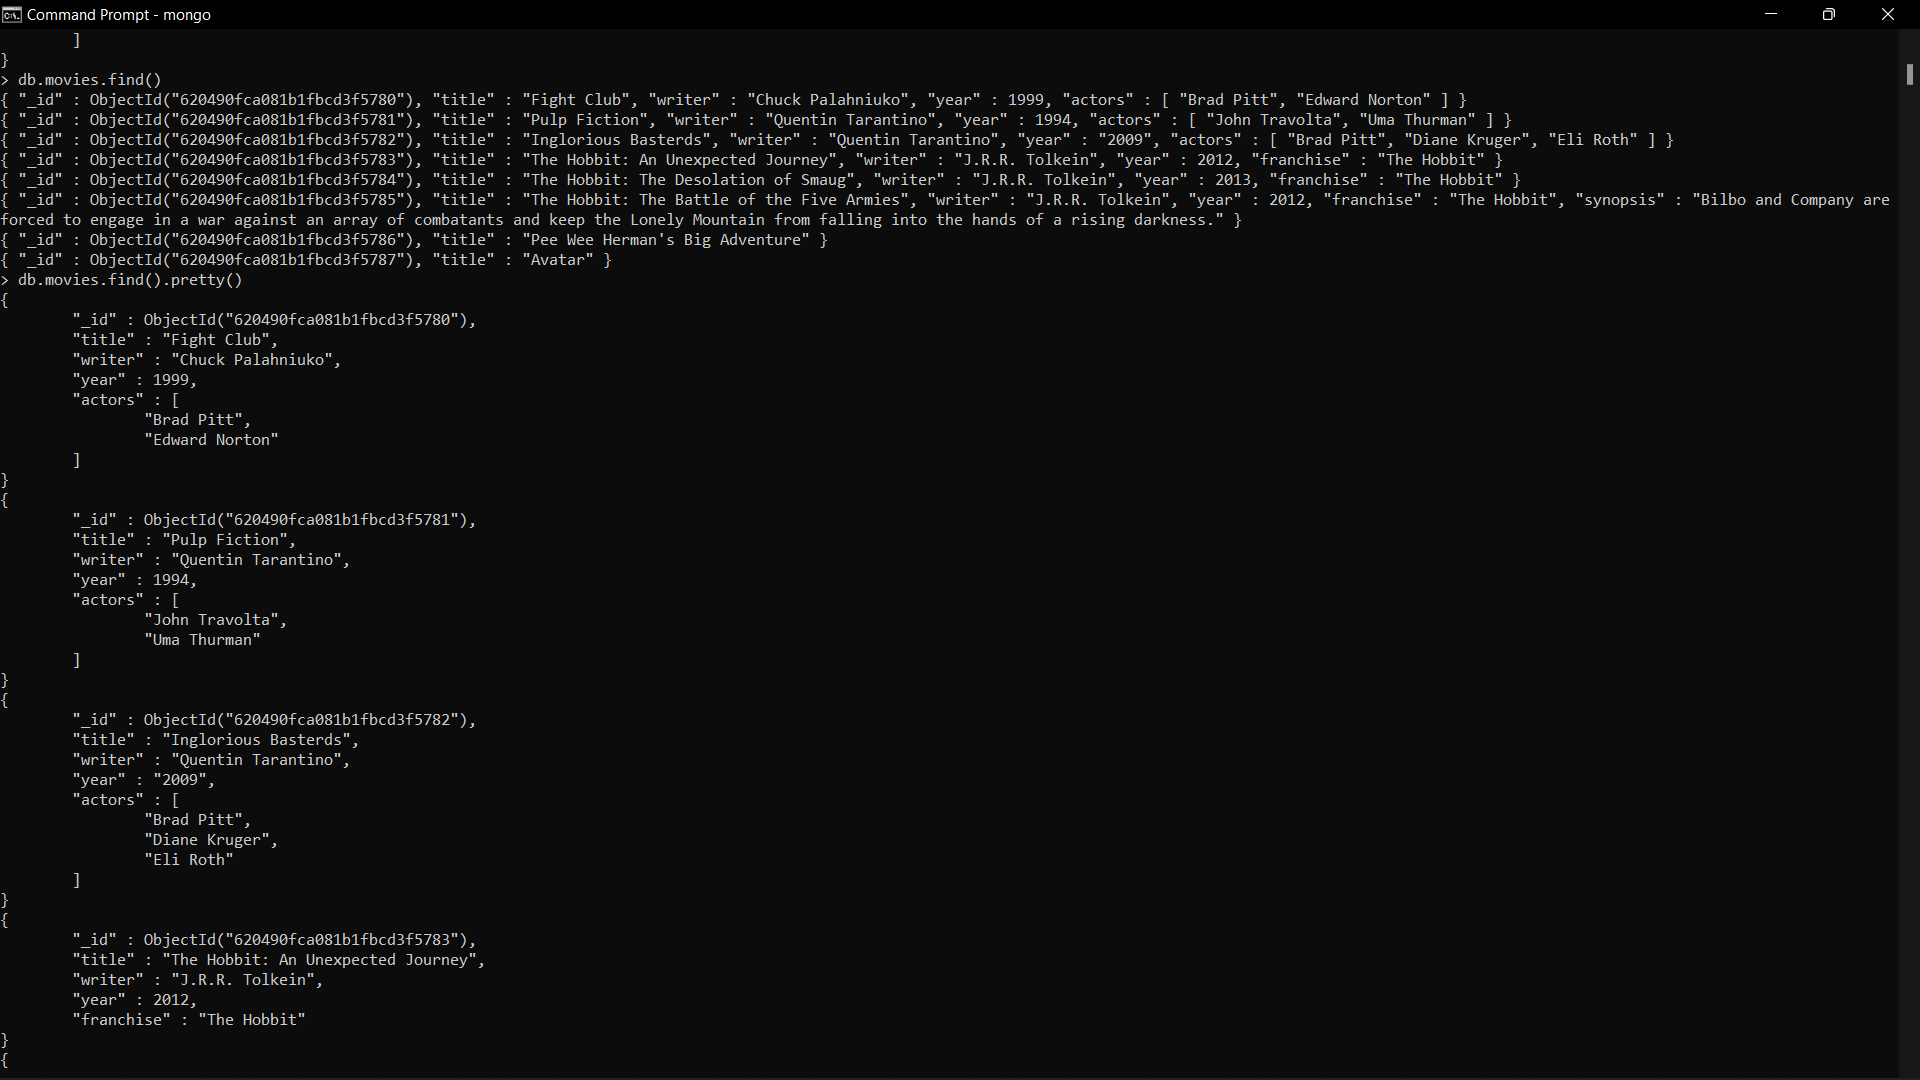 Command Prompt - mongo
]
}
> db.movies.find()
{ "_id" : ObjectId("620490fca081b1fbcd3f5780"), "title" : "Fight Club", "writer" : "Chuck Palahniuko", "year" : 1999, "actors" : [ "Brad Pitt", "Edward Norton" ] }
{ "_id" : ObjectId("620490fca081b1fbcd3f5781"), "title" : "Pulp Fiction", "writer" : "Quentin Tarantino", "year" : 1994, "actors" : [ "John Travolta", "Uma Thurman" ] }
{ "_id" : ObjectId("620490fca081b1fbcd3f5782"), "title" : "Inglorious Basterds", "writer" : "Quentin Tarantino", "year" : "2009", "actors" : [ "Brad Pitt", "Diane Kruger", "Eli Roth" ] }
{ "_id" : ObjectId("620490fca081b1fbcd3f5783"), "title" : "The Hobbit: An Unexpected Journey", "writer" : "J.R.R. Tolkein", "year" : 2012, "franchise" : "The Hobbit" }
{ "_id" : ObjectId("620490fca081b1fbcd3f5784"), "title" : "The Hobbit: The Desolation of Smaug", "writer" : "J.R.R. Tolkein", "year" : 2013, "franchise" : "The Hobbit" }
{ "_id" : ObjectId("620490fca081b1fbcd3f5785"), "title" : "The Hobbit: The Battle of the Five Armies", "writer" : "J.R.R. Tolkein", "year" : 2012, "franchise" : "The Hobbit", "synopsis" : "Bilbo and Company are
forced to engage in a war against an array of combatants and keep the Lonely Mountain from falling into the hands of a rising darkness." }
{ "_id" : ObjectId("620490fca081b1fbcd3f5786"), "title" : "Pee Wee Herman's Big Adventure" }
{ "_id" : ObjectId("620490fca081b1fbcd3f5787"), "title" : "Avatar" }
> db.movies.find().pretty()
{
"_id" : ObjectId("620490fca081b1fbcd3f5780"),
"title" : "Fight Club",
"writer" : "Chuck Palahniuko",
"year" : 1999,
"actors" : [
"Brad Pitt",
"Edward Norton"
]
}
{
"_id" : ObjectId("620490fca081b1fbcd3f5781"),
"title" : "Pulp Fiction",
"writer" : "Quentin Tarantino",
"year" : 1994,
"actors" : [
"John Travolta",
"Uma Thurman"
]
}
{
"_id" : ObjectId("620490fca081b1fbcd3f5782"),
"title" : "Inglorious Basterds",
"writer" : "Quentin Tarantino",
"year" : "2009",
"actors" : [
"Brad Pitt",
"Diane Kruger",
"Eli Roth"
]
}
{
"_id" : ObjectId("620490fca081b1fbcd3f5783"),
"title" : "The Hobbit: An Unexpected Journey",
"writer" : "J.R.R. Tolkein",
"year" : 2012,
"franchise" : "The Hobbit"
}
{